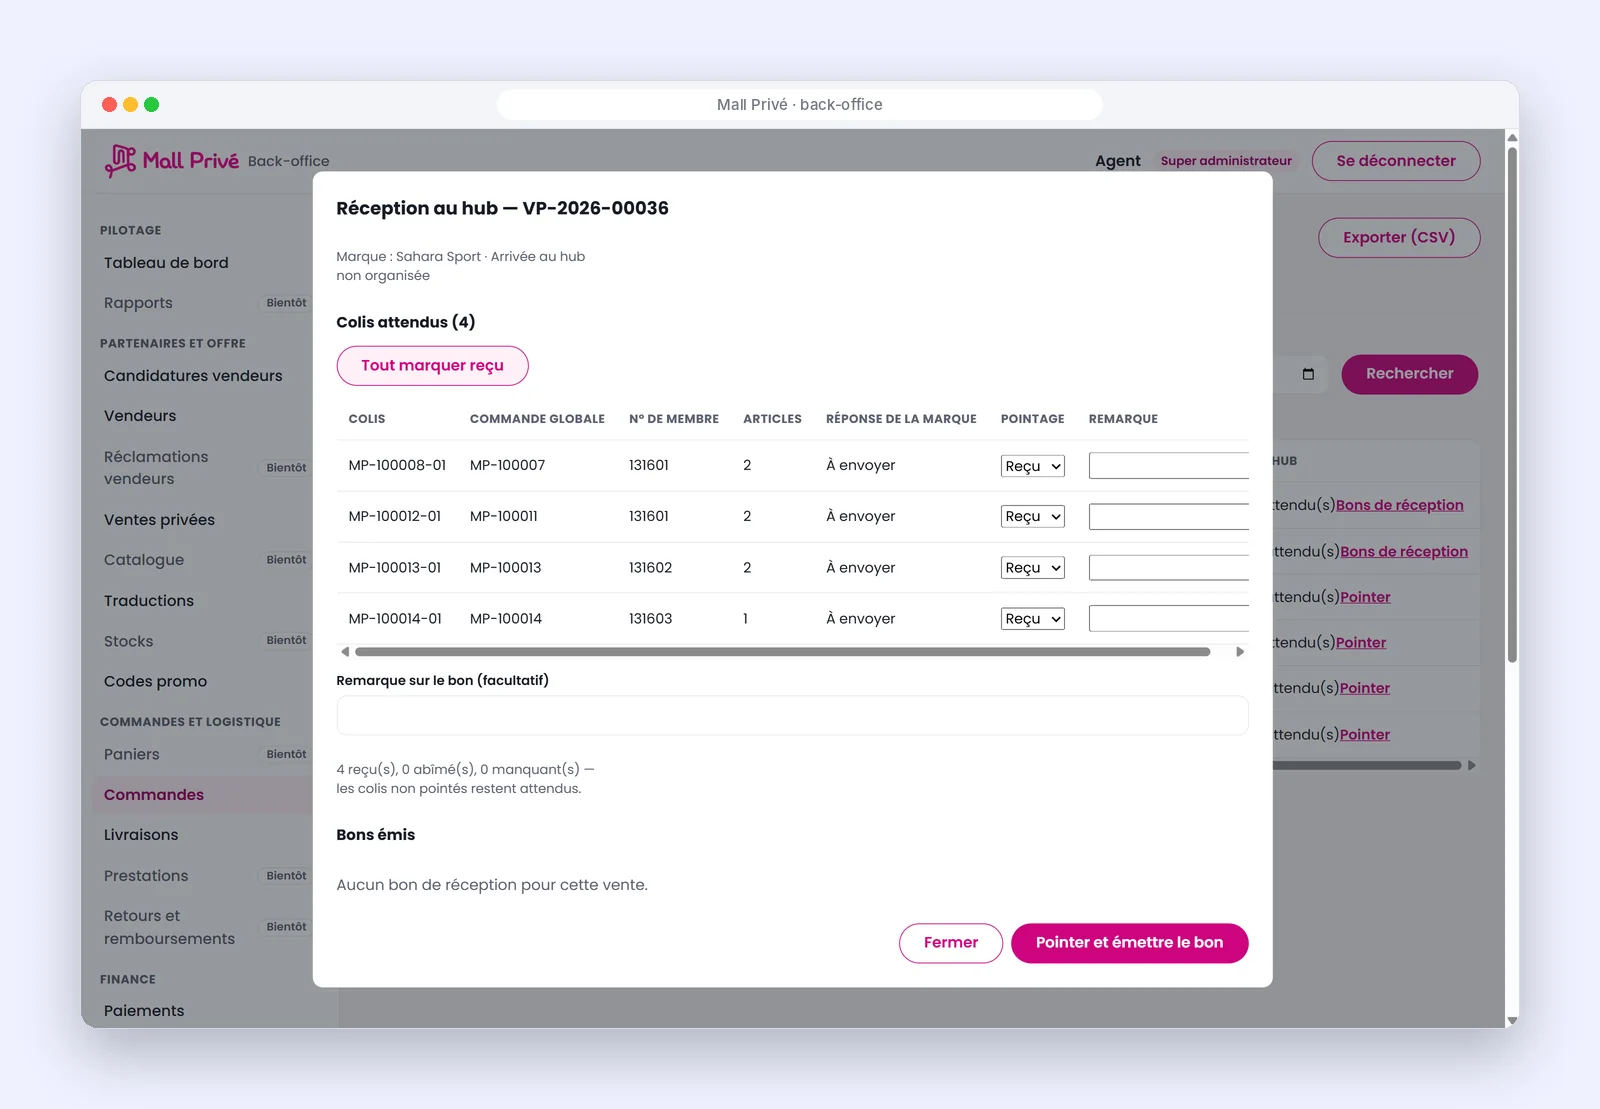 Mall Privé · back-office
Mall Privé Back-office
Agent Super administrateur Se déconnecter
PILOTAGE
Tableau de bord
Rapports Bientôt
PARTENAIRES ET OFFRE
Candidatures vendeurs
Vendeurs
Réclamations
vendeurs
Bientôt
Ventes privées
Catalogue Bientôt
Traductions
Stocks Bientôt
Codes promo
COMMANDES ET LOGISTIQUE
Paniers Bientôt
Commandes
Livraisons
Prestations Bientôt
Retours et
remboursements
Bientôt
FINANCE
Paiements
Réception au hub — VP-2026-00036
Marque : Sahara Sport · Arrivée au hub
non organisée
Colis attendus (4)
Tout marquer reçu
COLIS COMMANDE GLOBALE N° DE MEMBRE ARTICLES RÉPONSE DE LA MARQUE POINTAGE REMARQUE
MP-100008-01 MP-100007 131601 2 À envoyer Reçu
MP-100012-01 MP-100011 131601 2 À envoyer Reçu
MP-100013-01 MP-100013 131602 2 À envoyer Reçu
MP-100014-01 MP-100014 131603 1 À envoyer Reçu
Remarque sur le bon (facultatif)
4 reçu(s), 0 abîmé(s), 0 manquant(s) —
les colis non pointés restent attendus.
Bons émis
Aucun bon de réception pour cette vente.
Fermer Pointer et émettre le bon
Exporter (CSV)
Rechercher
HUB
ttendu(s)Bons de réception
ttendu(s)Bons de réception
ttendu(s)Pointer
ttendu(s)Pointer
ttendu(s)Pointer
ttendu(s)Pointer